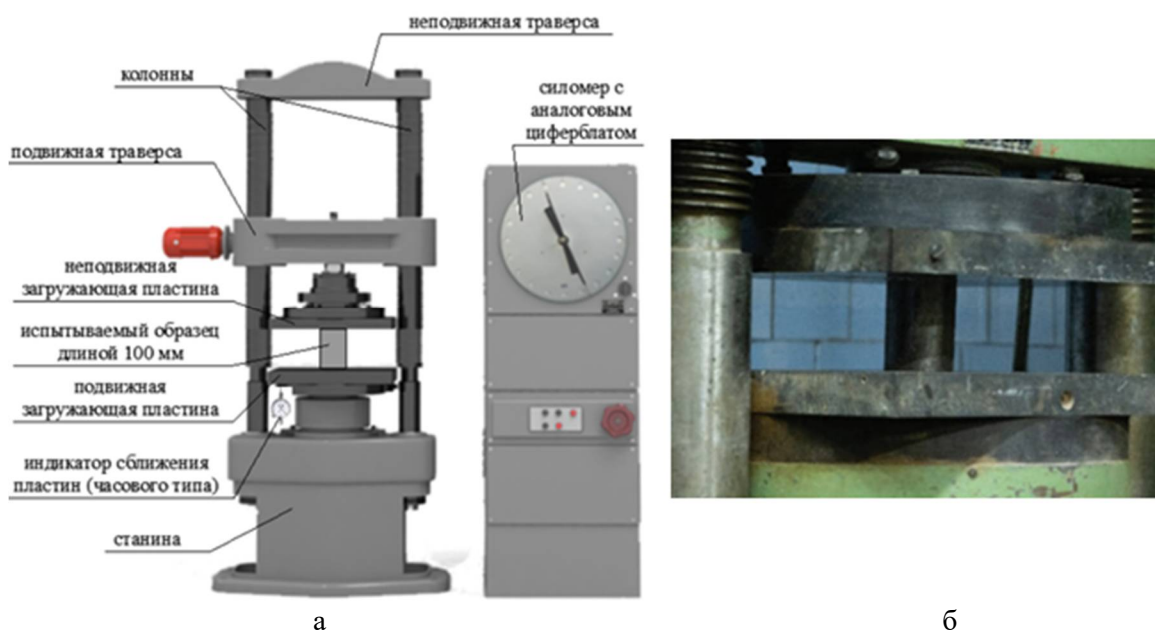 неподвижная траверса
колонны
силомер с
аналоговым
циферблатом
подвижная траверса
неподвижная
загружающая пластина
испытываемый образец
длиной 100 мм
подвижная
загружающая пластина
индикатор сближения
пластин (часового типа)
станина
а
б